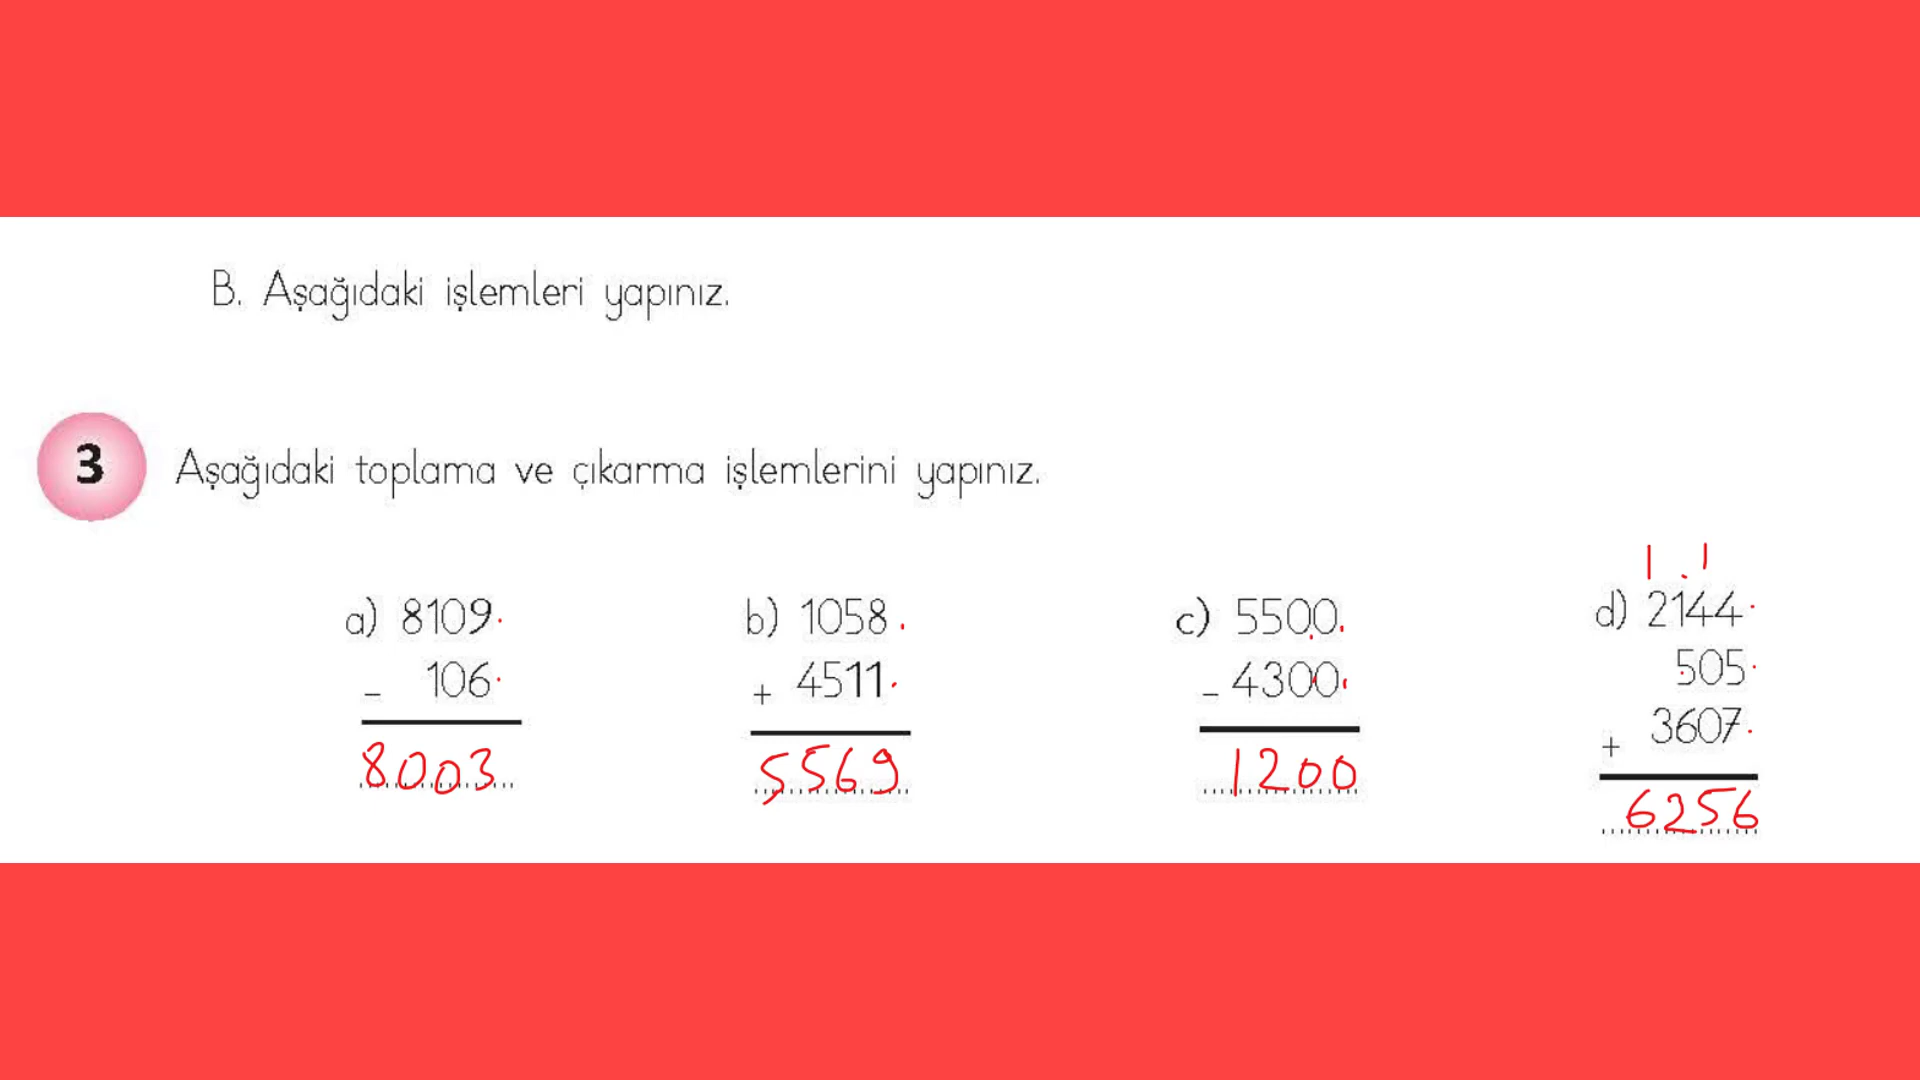 B. Aşağıdaki işlemleri yapınız.
3 Aşağıdaki toplama ve çıkarma işlemlerini yapınız.
1 . 1
a) 8109. b) 1058. c) 5500. d) 2144.
505.
- 106. + 4511. - 4300. + 3607.
8003 5569 1200 6256